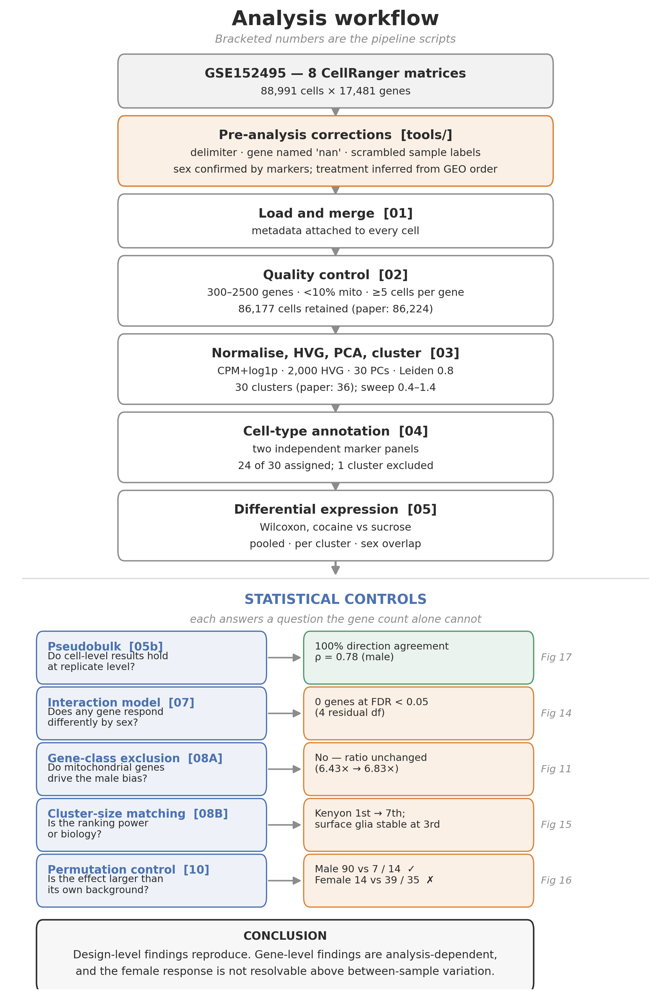 Analysis workflow
Bracketed numbers are the pipeline scripts
GSE152495 — 8 CellRanger matrices
88,991 cells × 17,481 genes
Pre-analysis corrections [tools/]
delimiter · gene named 'nan' · scrambled sample labels
sex confirmed by markers; treatment inferred from GEO order
Load and merge [01]
metadata attached to every cell
Quality control [02]
300–2500 genes · <10% mito · ≥5 cells per gene
86,177 cells retained (paper: 86,224)
Normalise, HVG, PCA, cluster [03]
CPM+log1p · 2,000 HVG · 30 PCs · Leiden 0.8
30 clusters (paper: 36); sweep 0.4–1.4
Cell-type annotation [04]
two independent marker panels
24 of 30 assigned; 1 cluster excluded
Differential expression [05]
Wilcoxon, cocaine vs sucrose
pooled · per cluster · sex overlap
STATISTICAL CONTROLS
each answers a question the gene count alone cannot
Pseudobulk [05b]
Do cell-level results hold
at replicate level?
100% direction agreement
ρ = 0.78 (male)
Fig 17
Interaction model [07]
Does any gene respond
differently by sex?
0 genes at FDR < 0.05
(4 residual df)
Fig 14
Gene-class exclusion [08A]
Do mitochondrial genes
drive the male bias?
No — ratio unchanged
(6.43× → 6.83×)
Fig 11
Cluster-size matching [08B]
Is the ranking power
or biology?
Kenyon 1st → 7th;
surface glia stable at 3rd
Fig 15
Permutation control [10]
Is the effect larger than
its own background?
Male 90 vs 7 / 14 ✓
Female 14 vs 39 / 35 ✗
Fig 16
CONCLUSION
Design-level findings reproduce. Gene-level findings are analysis-dependent,
and the female response is not resolvable above between-sample variation.